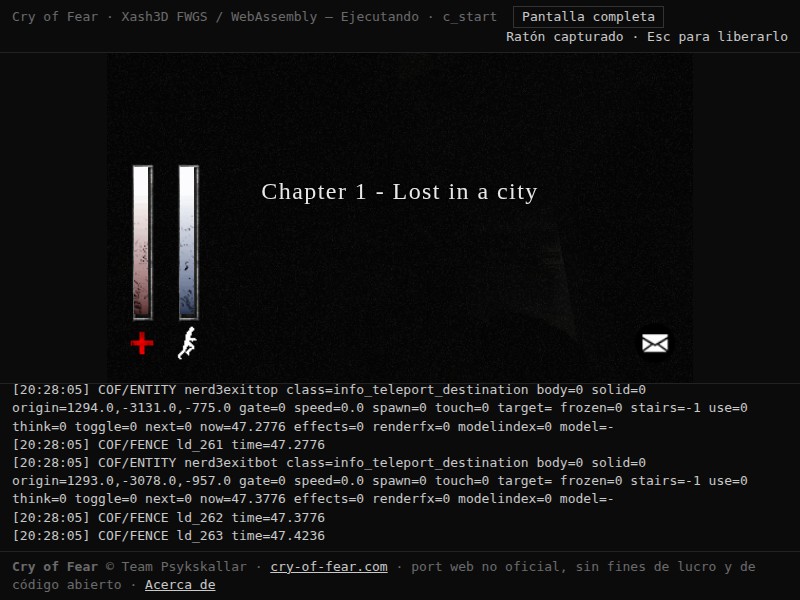 Cry of Fear · Xash3D FWGS / WebAssembly — Ejecutando · c_start Pantalla completa
Ratón capturado · Esc para liberarlo
Chapter 1 - Lost in a city
[20:28:05] COF/ENTITY nerd3exittop class=info_teleport_destination body=0 solid=0
origin=1294.0,-3131.0,-775.0 gate=0 speed=0.0 spawn=0 touch=0 target= frozen=0 stairs=-1 use=0
think=0 toggle=0 next=0 now=47.2776 effects=0 renderfx=0 modelindex=0 model=-
[20:28:05] COF/FENCE ld_261 time=47.2776
[20:28:05] COF/ENTITY nerd3exitbot class=info_teleport_destination body=0 solid=0
origin=1293.0,-3078.0,-957.0 gate=0 speed=0.0 spawn=0 touch=0 target= frozen=0 stairs=-1 use=0
think=0 toggle=0 next=0 now=47.3776 effects=0 renderfx=0 modelindex=0 model=-
[20:28:05] COF/FENCE ld_262 time=47.3776
[20:28:05] COF/FENCE ld_263 time=47.4236
Cry of Fear © Team Psykskallar · cry-of-fear.com · port web no oficial, sin fines de lucro y de
código abierto · Acerca de